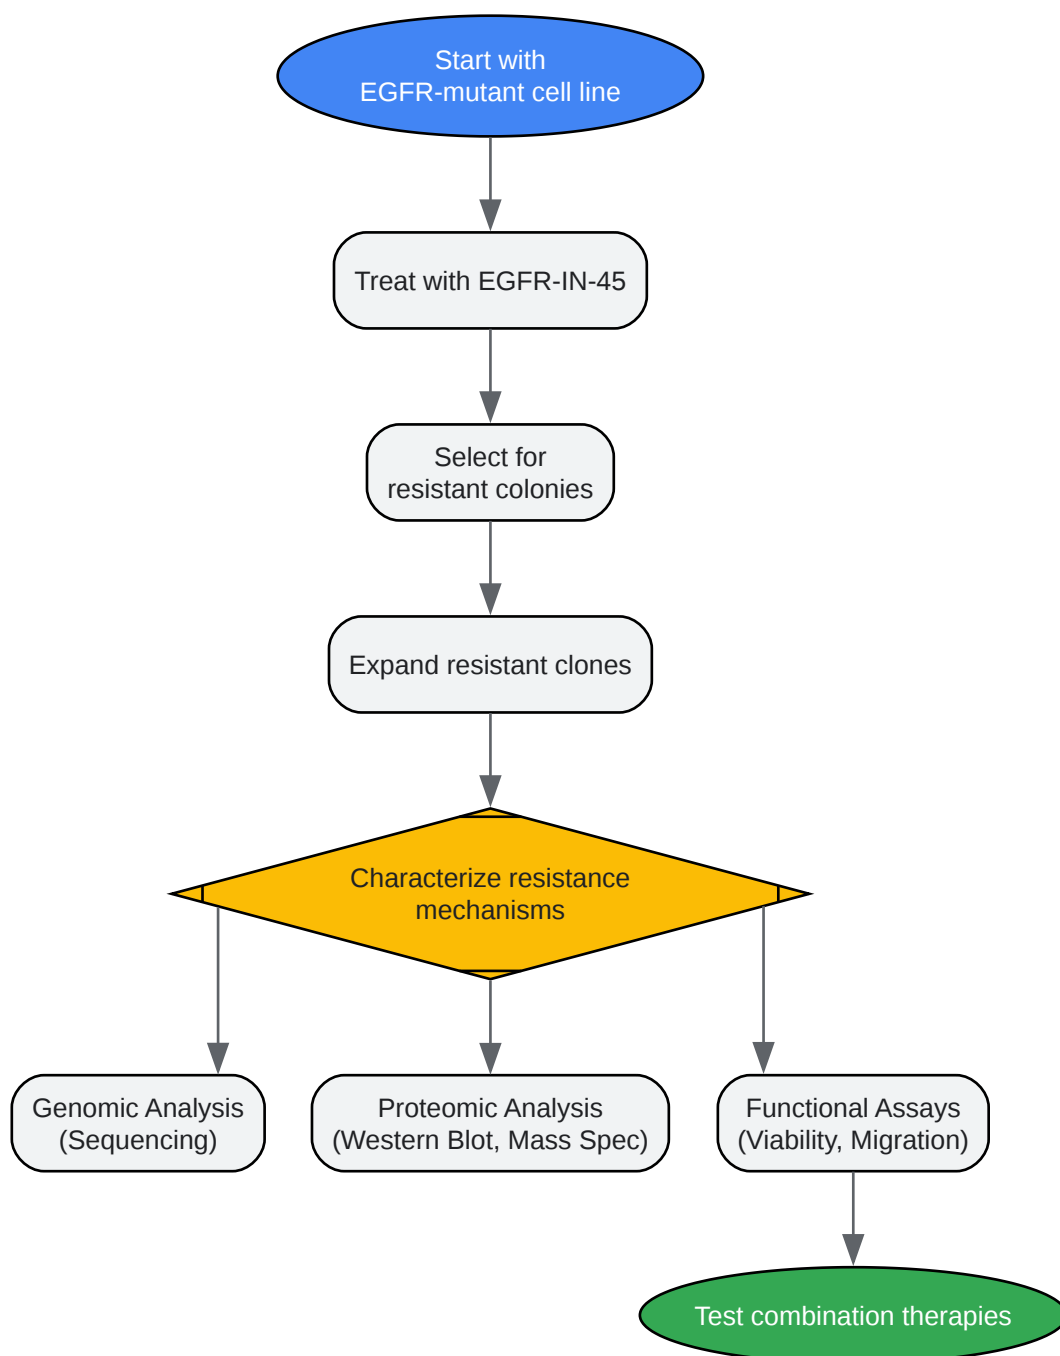 Start with
EGFR-mutant cell line
Treat with EGFR-IN-45
Select for
resistant colonies
Expand resistant clones
Characterize resistance
mechanisms
Genomic Analysis
(Sequencing)
Proteomic Analysis
(Western Blot, Mass Spec)
Functional Assays
(Viability, Migration)
Test combination therapies